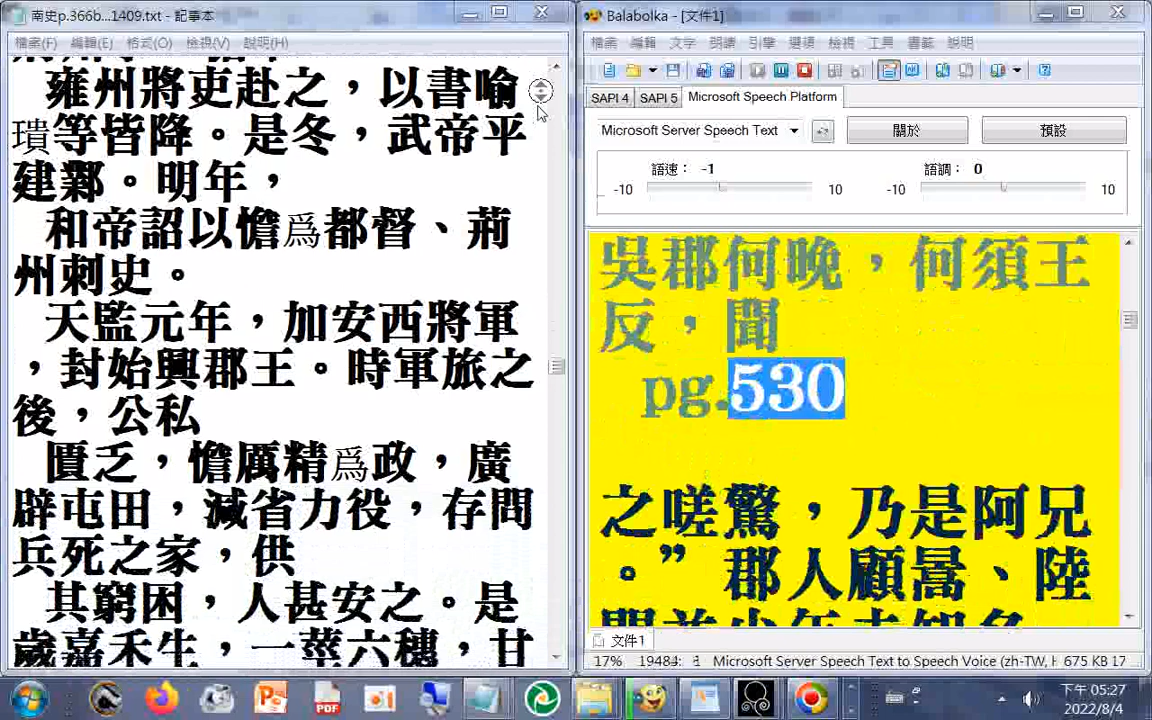 南史p.366b...1409.txt - 記事本
檔案(F) 編輯(E) 格式(O) 檢視(V) 說明(H)
雍州將吏赴之，以書喻
璝等皆降。是冬，武帝平
建鄴。明年，
和帝詔以憺爲都督、荊
州刺史。
天監元年，加安西將軍
，封始興郡王。時軍旅之
後，公私
匱乏，憺厲精爲政，廣
辟屯田，減省力役，存問
兵死之家，供
其窮困，人甚安之。是
歲嘉禾生，一莖六穗，甘
Balabolka - [文件1]
檔案 編輯 文字 朗讀 引擎 選項 檢視 工具 書籤 說明
SAPI 4 SAPI 5 Microsoft Speech Platform
Microsoft Server Speech Text 關於 預設
語速： -1 語調： 0
-10 10 -10 10
吳郡何晚，何須王
反，聞
pg.530
之嗟驚，乃是阿兄
。” 郡人顧暠、陸
文件1
17% 19484: Microsoft Server Speech Text to Speech Voice (zh-TW, H 675 KB 17
下午 05:27
2022/8/4